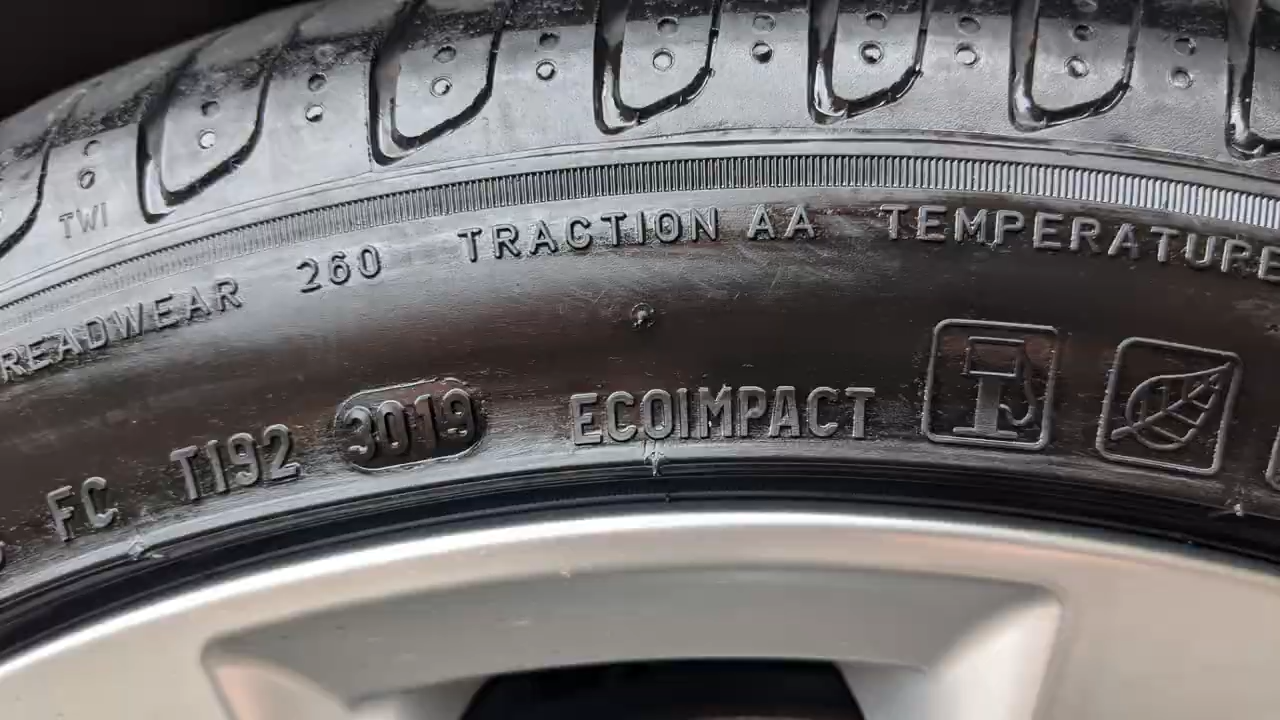 TWI
READWEAR 260 TRACTION AA TEMPERATURE
FC T192 3019 ECOIMPACT